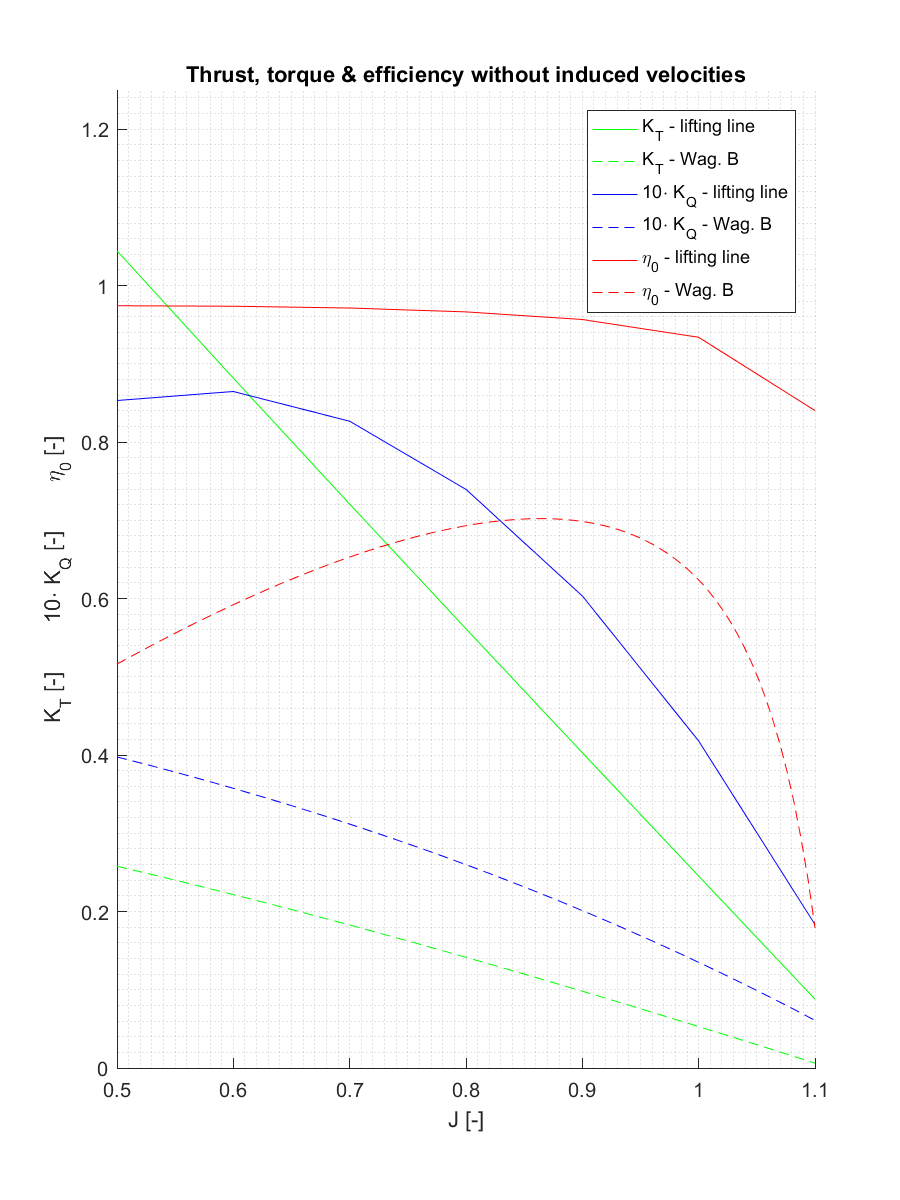 Thrust, torque & efficiency without induced velocities
K_T - lifting line
K_T - Wag. B
10· K_Q - lifting line
10· K_Q - Wag. B
η_0 - lifting line
η_0 - Wag. B
1.2
1
0.8
0.6
0.4
0.2
0
K_T [-] 10· K_Q [-] η_0 [-]
0.5 0.6 0.7 0.8 0.9 1 1.1
J [-]